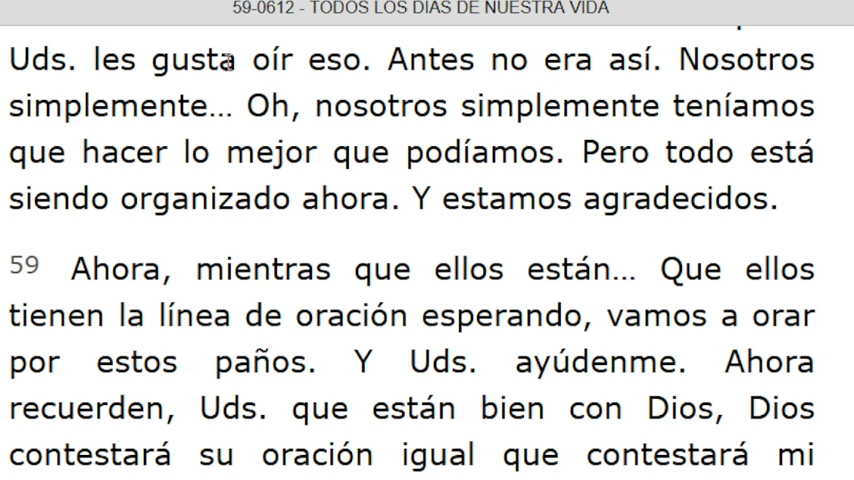 59-0612 - TODOS LOS DIAS DE NUESTRA VIDA
Uds. les gusta oír eso. Antes no era así. Nosotros
simplemente... Oh, nosotros simplemente teníamos
que hacer lo mejor que podíamos. Pero todo está
siendo organizado ahora. Y estamos agradecidos.
59 Ahora, mientras que ellos están... Que ellos
tienen la línea de oración esperando, vamos a orar
por estos paños. Y Uds. ayúdenme. Ahora
recuerden, Uds. que están bien con Dios, Dios
contestará su oración igual que contestará mi